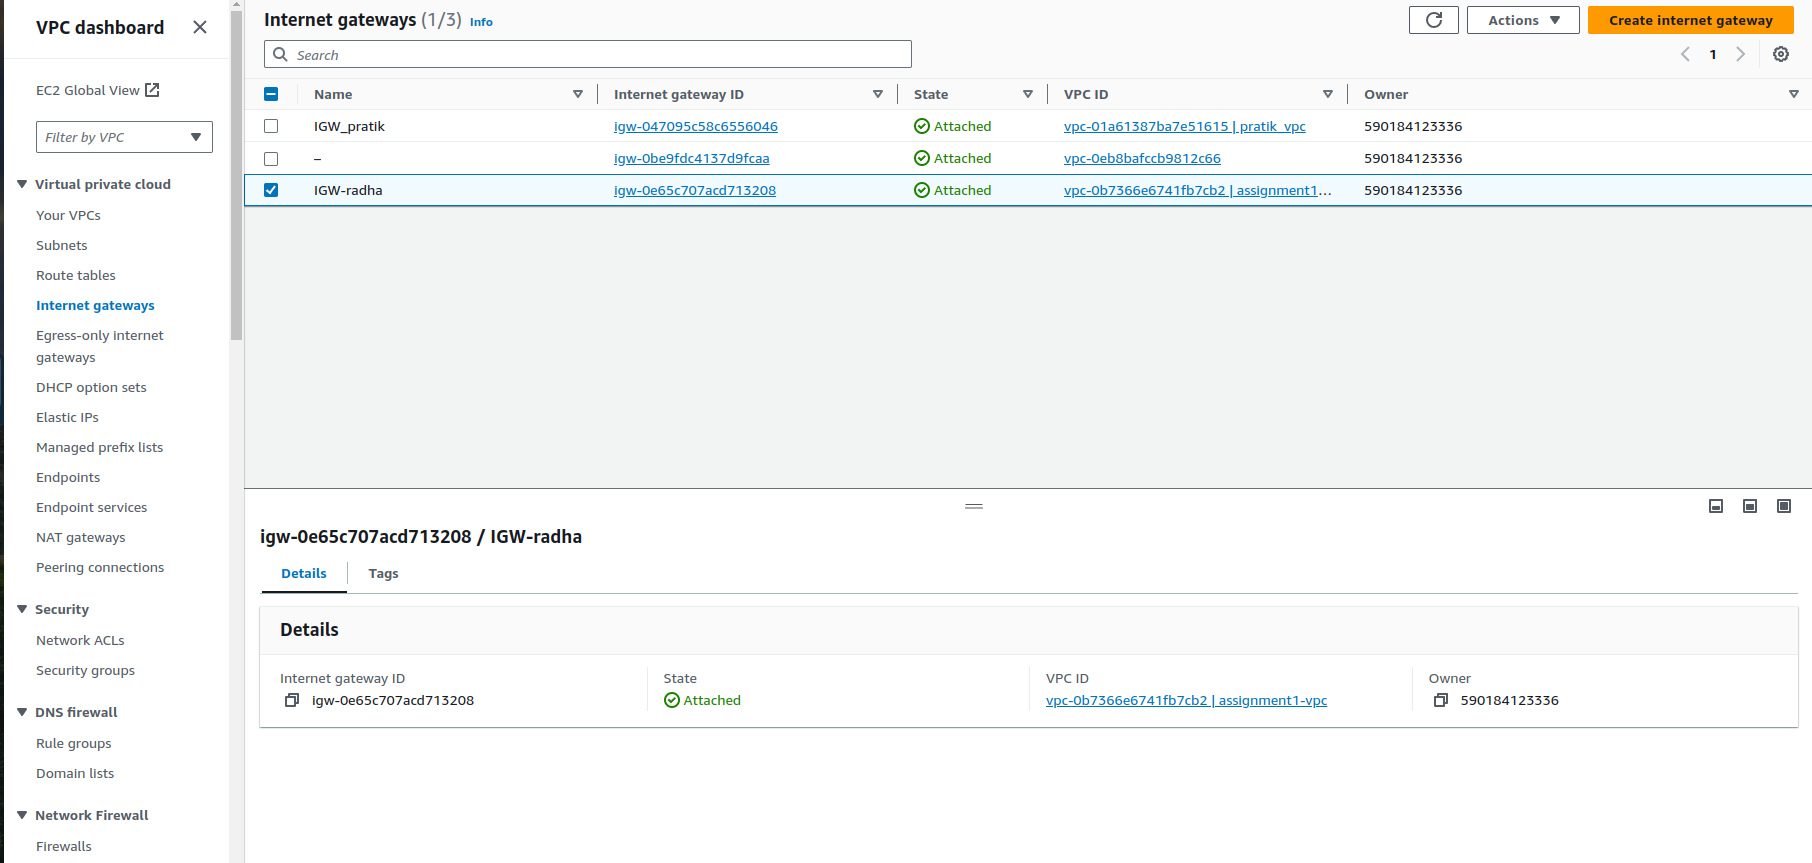 VPC dashboard
EC2 Global View
Filter by VPC
Virtual private cloud
Your VPCs
Subnets
Route tables
Internet gateways
Egress-only internet
gateways
DHCP option sets
Elastic IPs
Managed prefix lists
Endpoints
Endpoint services
NAT gateways
Peering connections
Security
Network ACLs
Security groups
DNS firewall
Rule groups
Domain lists
Network Firewall
Firewalls
Internet gateways (1/3) Info
Actions
Create internet gateway
Search
1
Name Internet gateway ID State VPC ID Owner
IGW_pratik igw-047095c58c6556046 Attached vpc-01a61387ba7e51615 | pratik_vpc 590184123336
– igw-0be9fdc4137d9fcaa Attached vpc-0eb8bafccb9812c66 590184123336
IGW-radha igw-0e65c707acd713208 Attached vpc-0b7366e6741fb7cb2 | assignment1... 590184123336
igw-0e65c707acd713208 / IGW-radha
Details Tags
Details
Internet gateway ID State VPC ID Owner
igw-0e65c707acd713208 Attached vpc-0b7366e6741fb7cb2 | assignment1-vpc 590184123336